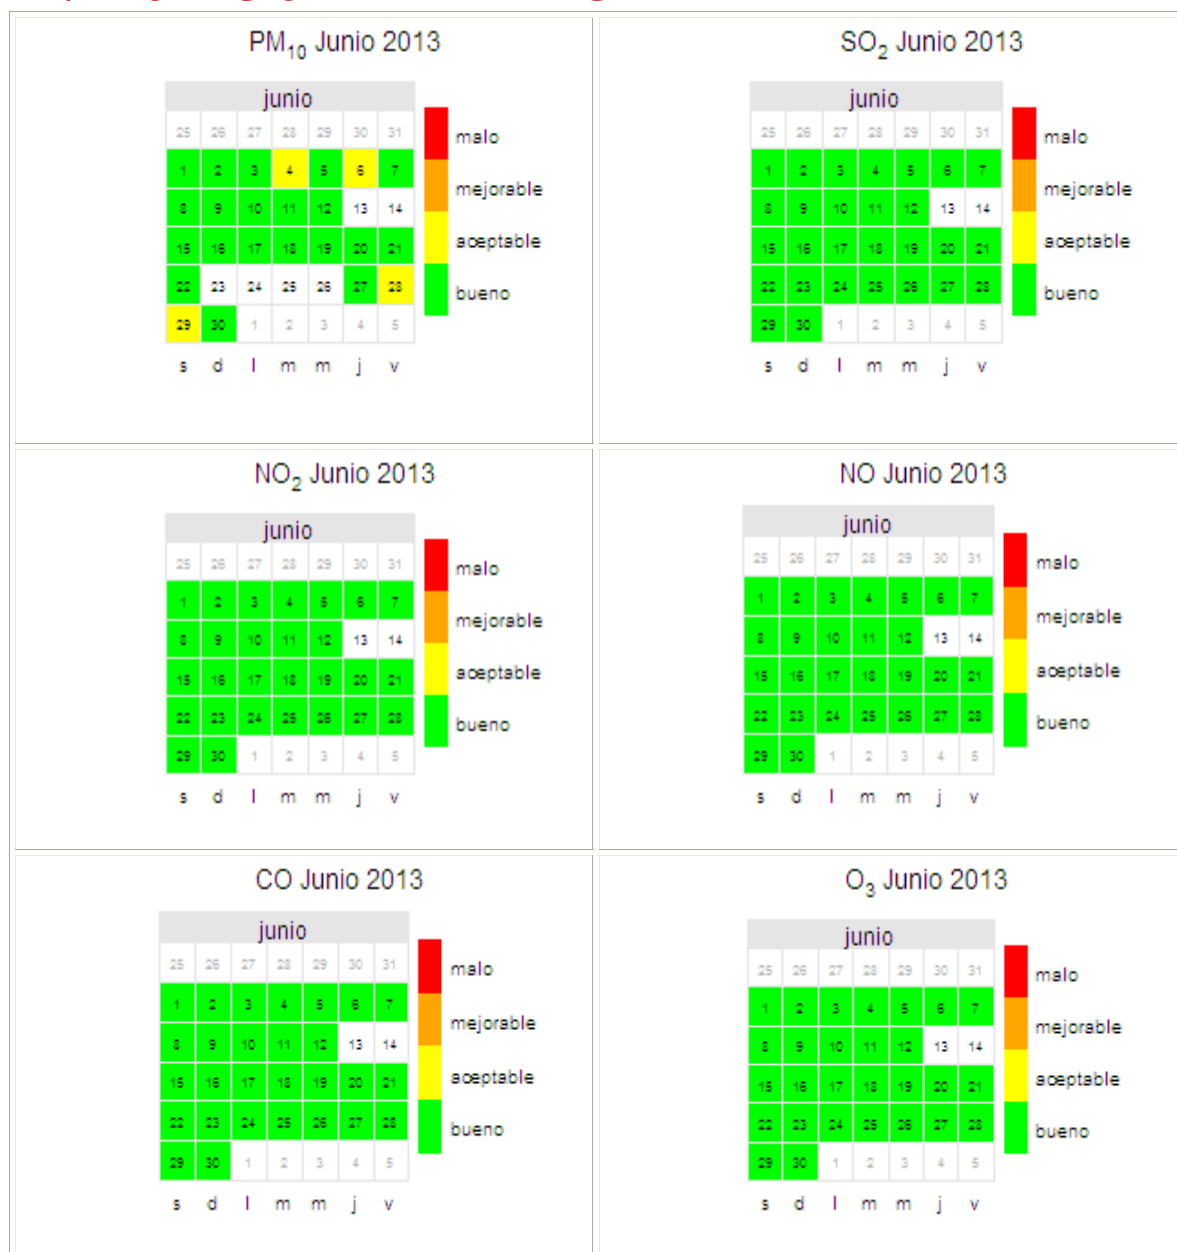 PM10 Junio 2013
junio
25 26 27 28 29 30 31
1 2 3 4 5 6 7
8 9 10 11 12 13 14
15 16 17 18 19 20 21
22 23 24 25 26 27 28
29 30 1 2 3 4 5
s d l m m j v
malo
mejorable
aceptable
bueno
SO2 Junio 2013
junio
25 26 27 28 29 30 31
1 2 3 4 5 6 7
8 9 10 11 12 13 14
15 16 17 18 19 20 21
22 23 24 25 26 27 28
29 30 1 2 3 4 5
s d l m m j v
malo
mejorable
aceptable
bueno
NO2 Junio 2013
junio
25 26 27 28 29 30 31
1 2 3 4 5 6 7
8 9 10 11 12 13 14
15 16 17 18 19 20 21
22 23 24 25 26 27 28
29 30 1 2 3 4 5
s d l m m j v
malo
mejorable
aceptable
bueno
NO Junio 2013
junio
25 26 27 28 29 30 31
1 2 3 4 5 6 7
8 9 10 11 12 13 14
15 16 17 18 19 20 21
22 23 24 25 26 27 28
29 30 1 2 3 4 5
s d l m m j v
malo
mejorable
aceptable
bueno
CO Junio 2013
junio
25 26 27 28 29 30 31
1 2 3 4 5 6 7
8 9 10 11 12 13 14
15 16 17 18 19 20 21
22 23 24 25 26 27 28
29 30 1 2 3 4 5
s d l m m j v
malo
mejorable
aceptable
bueno
O3 Junio 2013
junio
25 26 27 28 29 30 31
1 2 3 4 5 6 7
8 9 10 11 12 13 14
15 16 17 18 19 20 21
22 23 24 25 26 27 28
29 30 1 2 3 4 5
s d l m m j v
malo
mejorable
aceptable
bueno